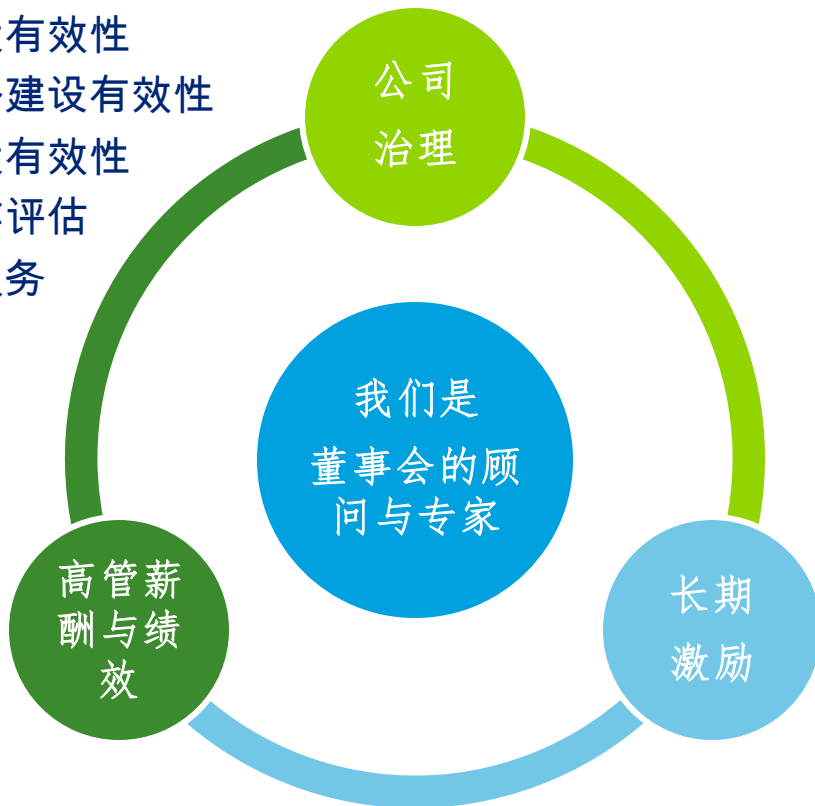 有效性
建设有效性
有效性
评估
务
公司
治理
我们是
董事会的顾
问与专家
高管薪
酬与绩
效
长期
激励